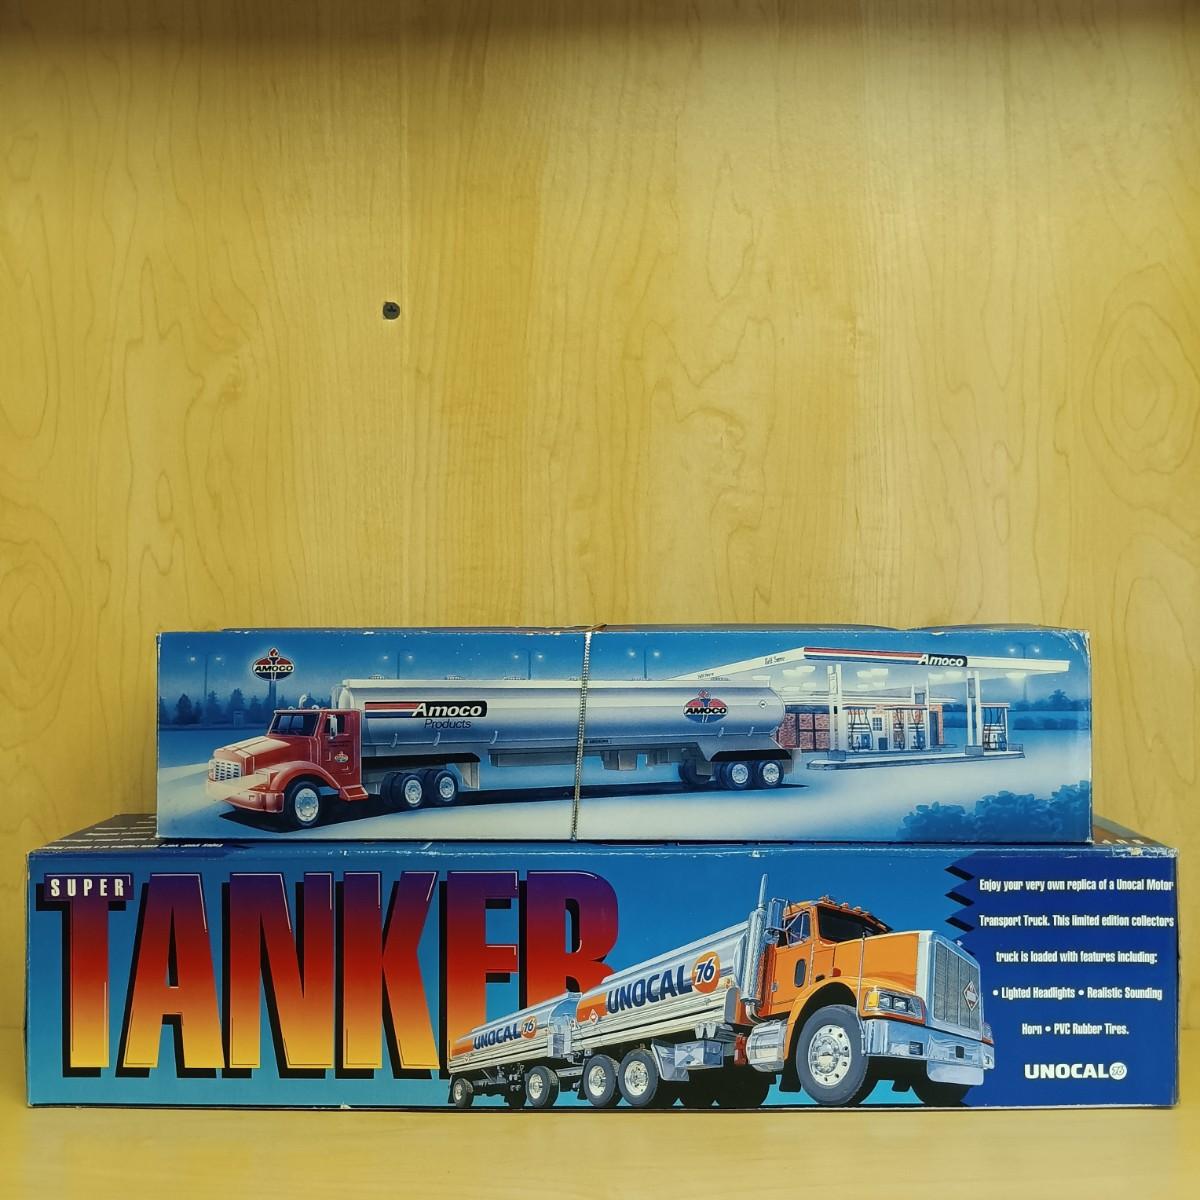 AMOCO
Amoco
Products
AMOCO
Amoco
SUPER
TANKER
UNOCAL 76
UNOCAL 76
Enjoy your very own replica of a Unocal Motor
Transport Truck. This limited edition collectors
truck is loaded with features including:
• Lighted Headlights • Realistic Sounding
Horn • PVC Rubber Tires.
UNOCAL 76